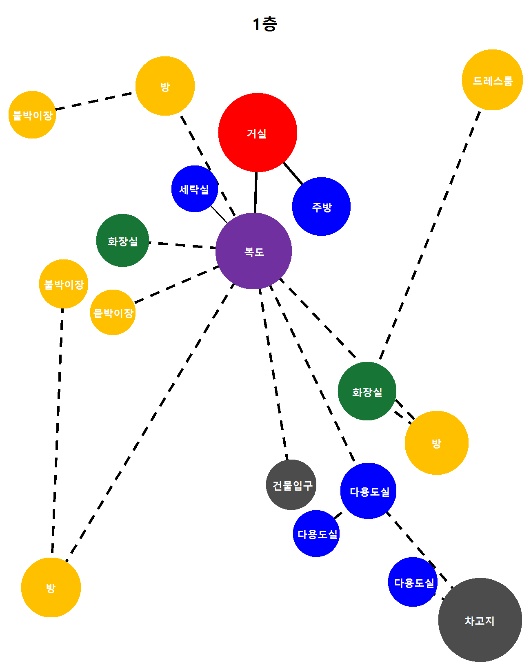 1층
드레스룸
방
붙박이장
거실
세탁실
주방
화장실
복도
붙박이장
붙박이장
화장실
방
건물입구
다용도실
다용도실
다용도실
방
차고지